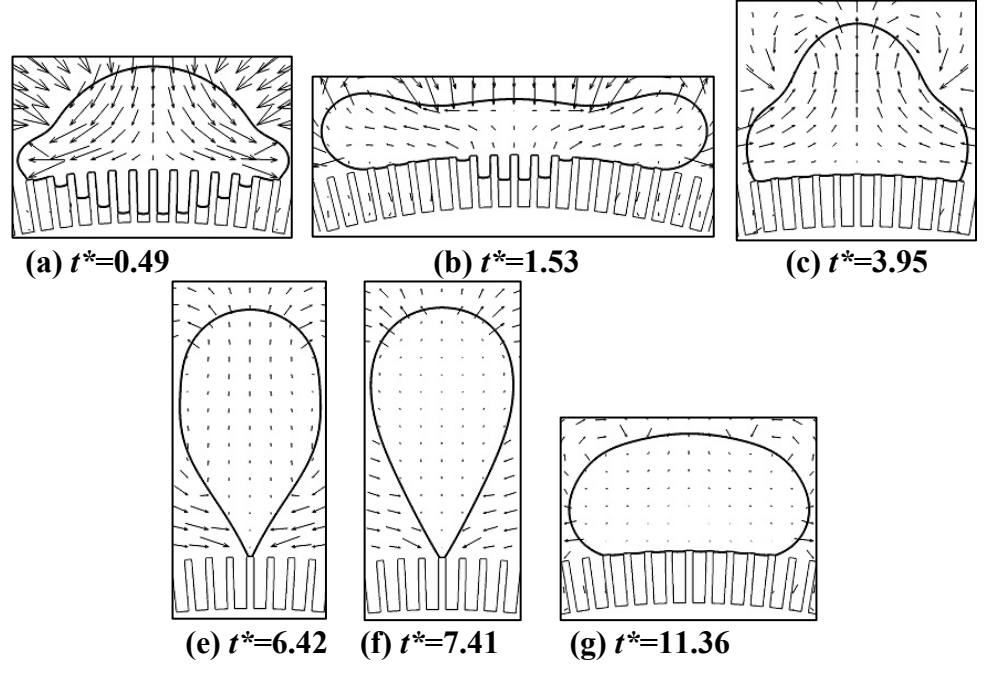 (a) t*=0.49 (b) t*=1.53 (c) t*=3.95
(e) t*=6.42 (f) t*=7.41 (g) t*=11.36